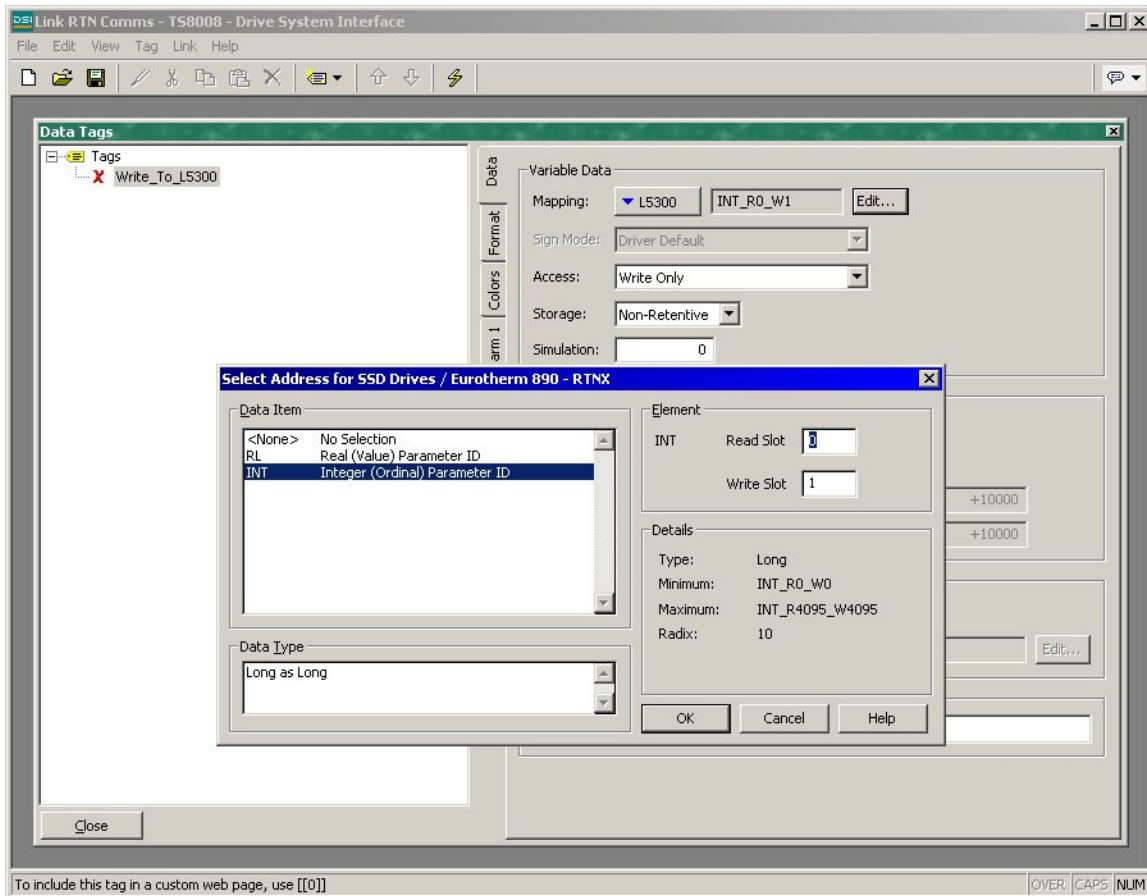 DSI Link RTN Comms - TS8008 - Drive System Interface
File Edit View Tag Link Help
Data Tags
Tags
Write_To_L5300
Data
Format
Colors
arm 1
Variable Data
Mapping: L5300 INT_R0_W1 Edit...
Sign Mode: Driver Default
Access: Write Only
Storage: Non-Retentive
Simulation: 0
Select Address for SSD Drives / Eurotherm 890 - RTNX
Data Item
<None> No Selection
RL Real (Value) Parameter ID
INT Integer (Ordinal) Parameter ID
Data Type
Long as Long
Element
INT Read Slot 0
Write Slot 1
Details
Type: Long
Minimum: INT_R0_W0
Maximum: INT_R4095_W4095
Radix: 10
OK Cancel Help
+10000
+10000
Edit...
Close
To include this tag in a custom web page, use [[0]]
OVER CAPS NUM